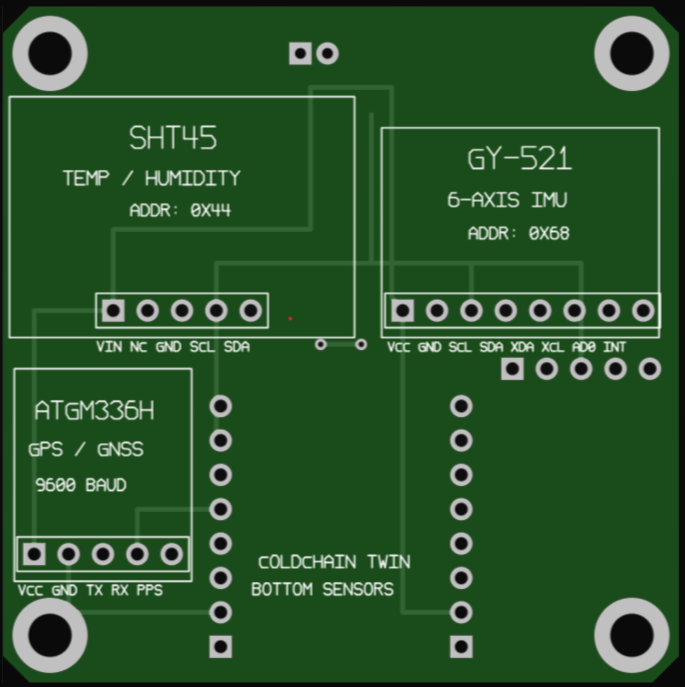 SHT45
TEMP / HUMIDITY
ADDR: 0X44
VIN NC GND SCL SDA
GY-521
6-AXIS IMU
ADDR: 0X68
VCC GND SCL SDA XDA XCL AD0 INT
ATGM336H
GPS / GNSS
9600 BAUD
VCC GND TX RX PPS
COLDCHAIN TWIN
BOTTOM SENSORS